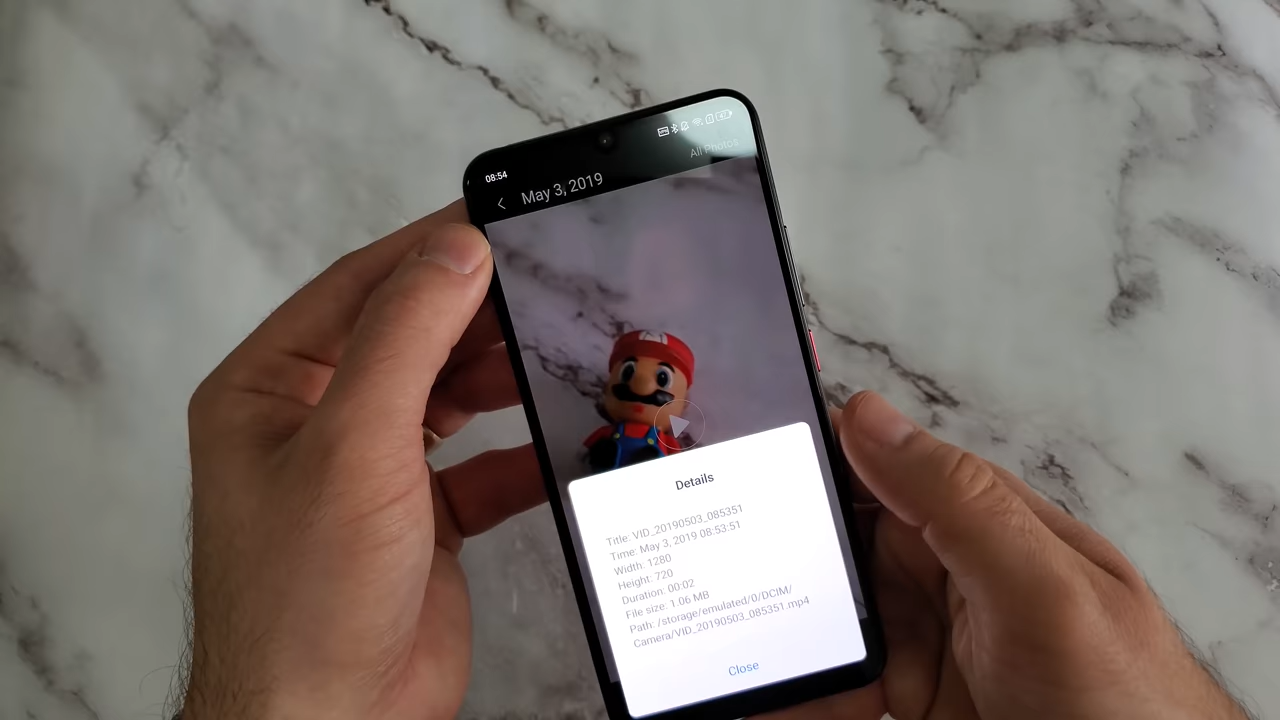 08:54
All Photos
May 3, 2019
M
Details
Title: VID_20190503_085351
Time: May 3, 2019 08:53:51
Width: 1280
Height: 720
Duration: 00:02
File size: 1.06 MB
Path: /storage/emulated/0/DCIM/
Camera/VID_20190503_085351.mp4
Close